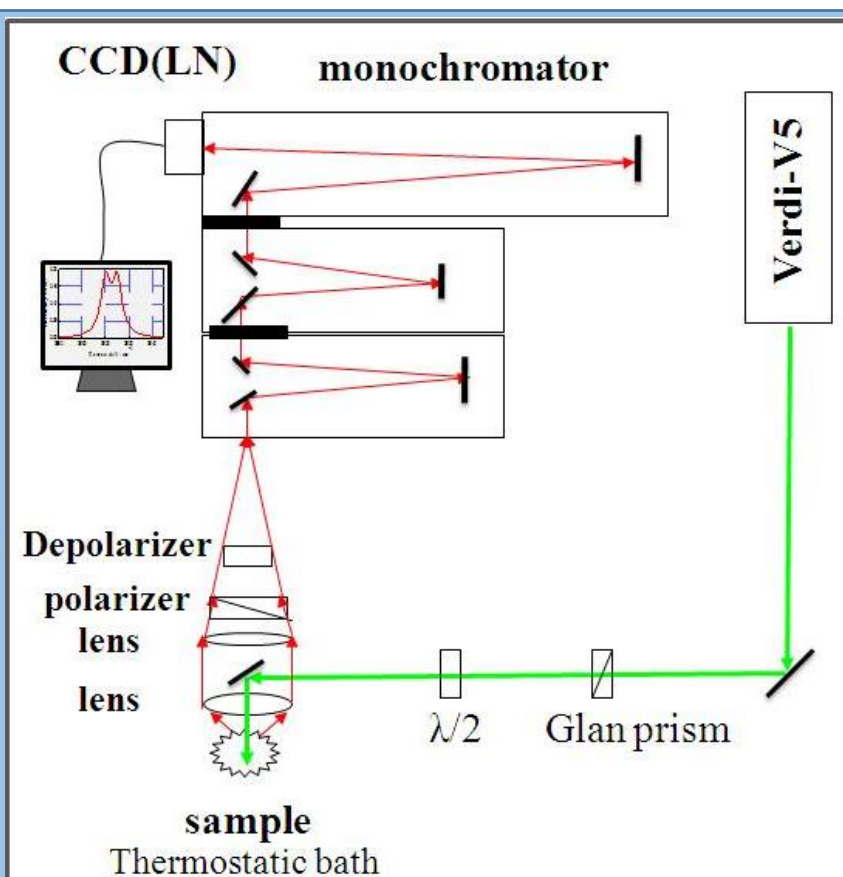 CCD(LN)
monochromator
Verdi-V5
Depolarizer
polarizer
lens
lens
λ/2
Glan prism
sample
Thermostatic bath